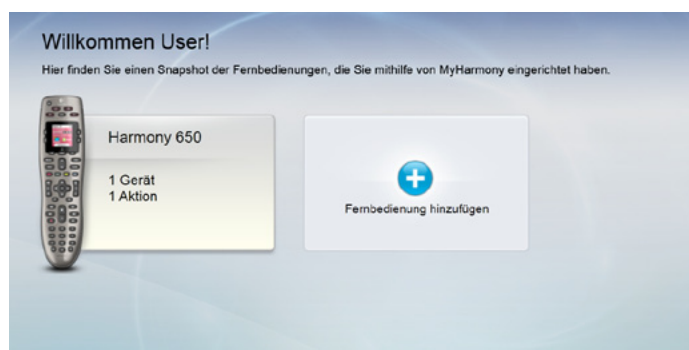 Willkommen User!
Hier finden Sie einen Snapshot der Fernbedienungen, die Sie mithilfe von MyHarmony eingerichtet haben.
Harmony 650
1 Gerät
1 Aktion
Fernbedienung hinzufügen